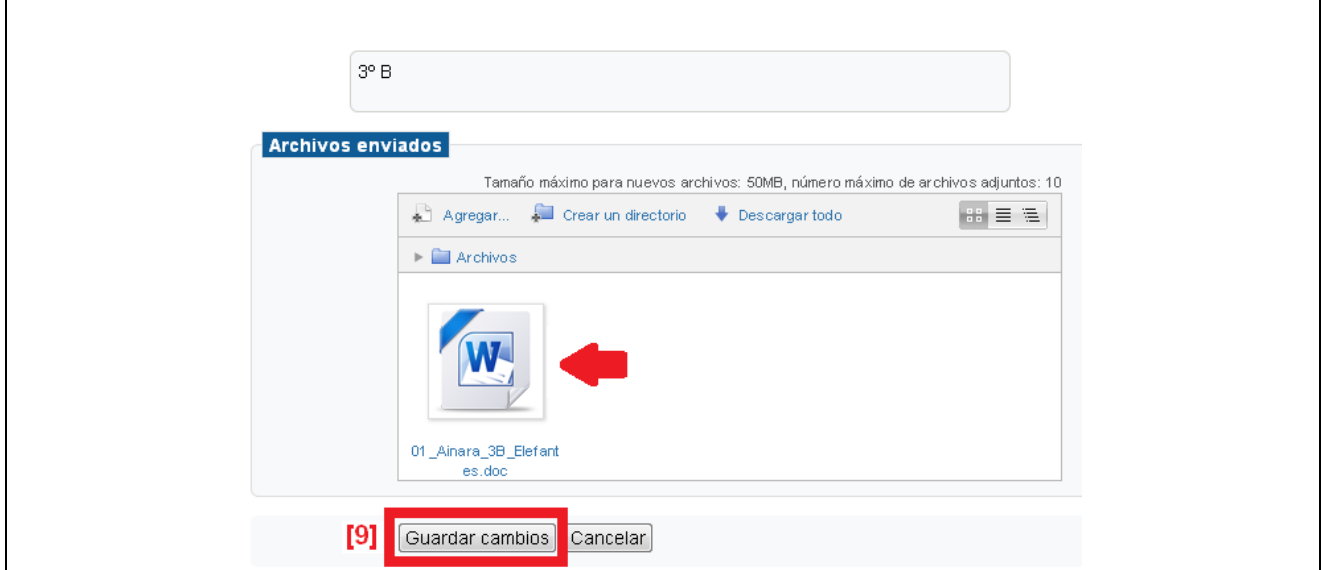 3º B
Archivos enviados
Tamaño máximo para nuevos archivos: 50MB, número máximo de archivos adjuntos: 10
Agregar... Crear un directorio Descargar todo
Archivos
W
01_Ainara_3B_Elefant
es.doc
[9] Guardar cambios Cancelar